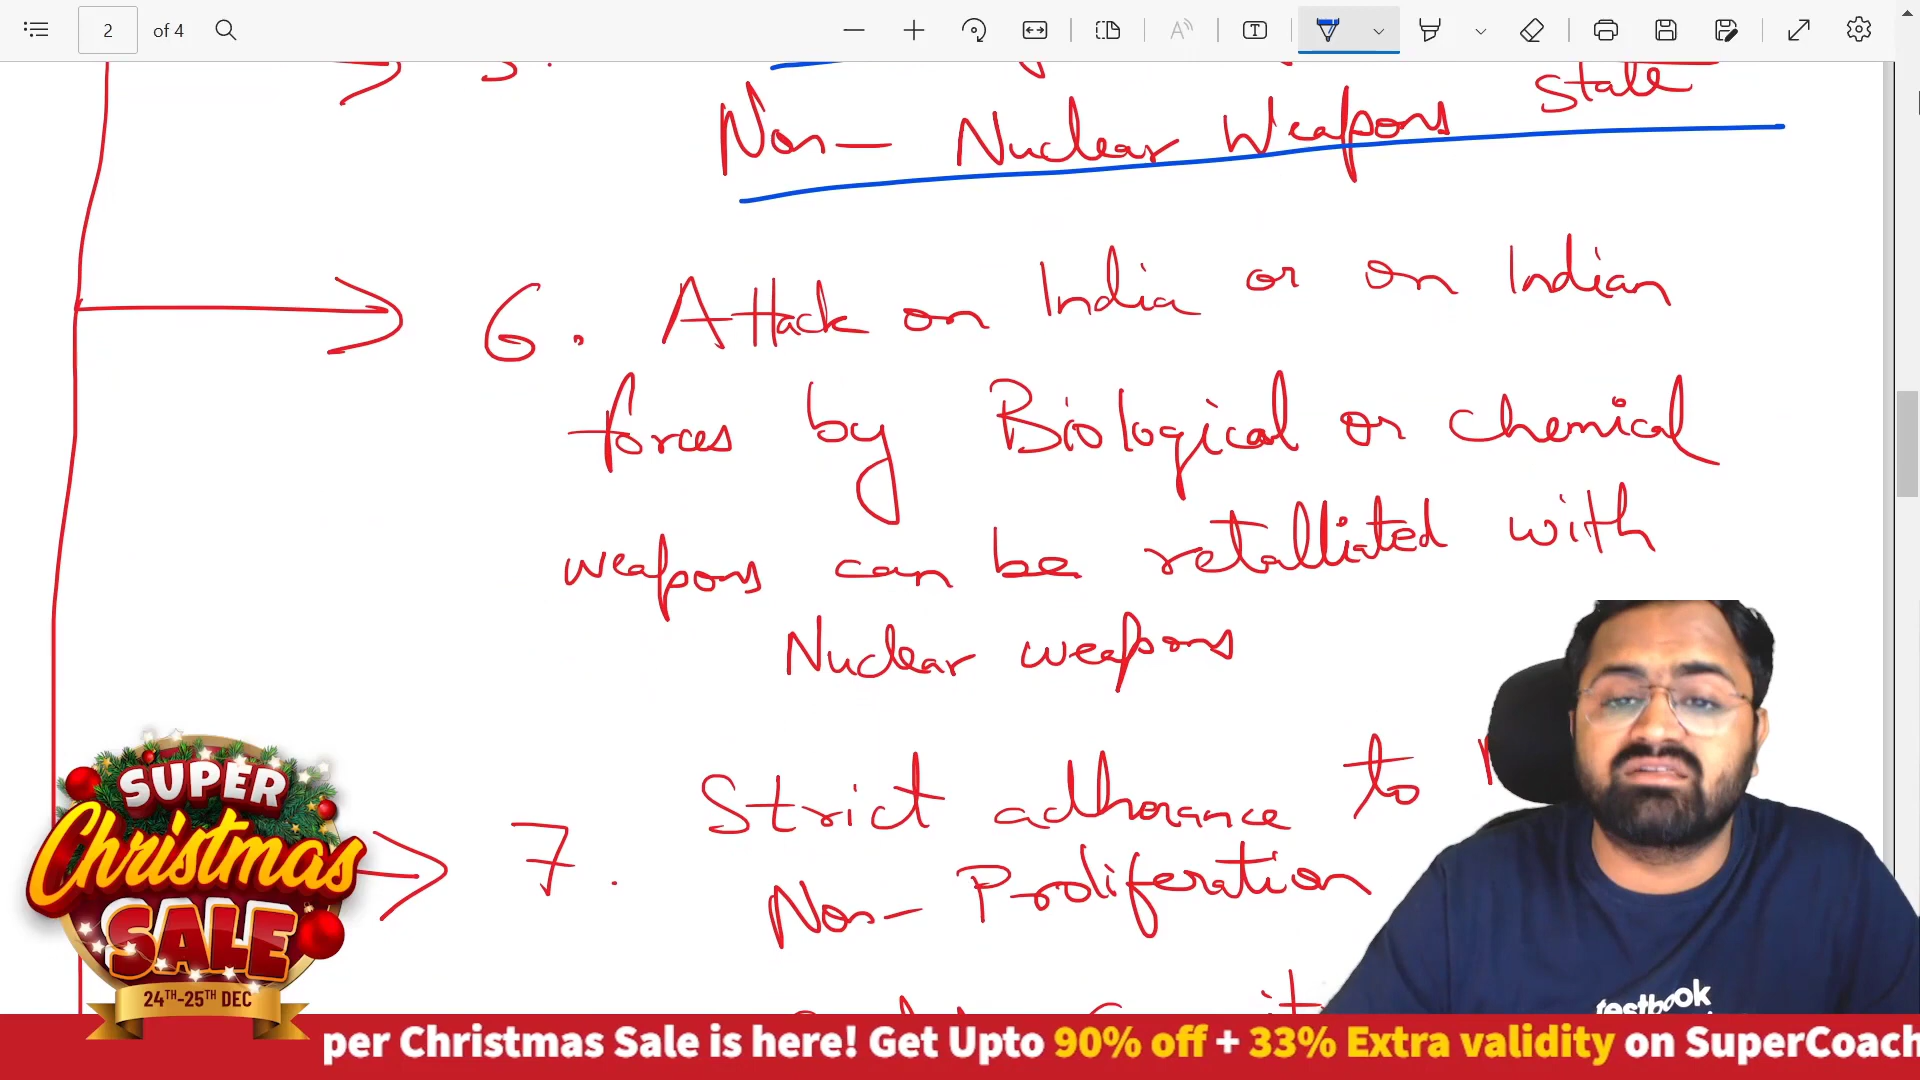 2 of 4
State
Non- Nuclear Weapons
6. Attack on India or on Indian
forces by Biological or chemical
weapons can be retalliated with
Nuclear weapons
7. Strict adherance to
Non- Proliferation
SUPER
Christmas
SALE
24TH-25TH DEC
testbook
per Christmas Sale is here! Get Upto 90% off + 33% Extra validity on SuperCoach